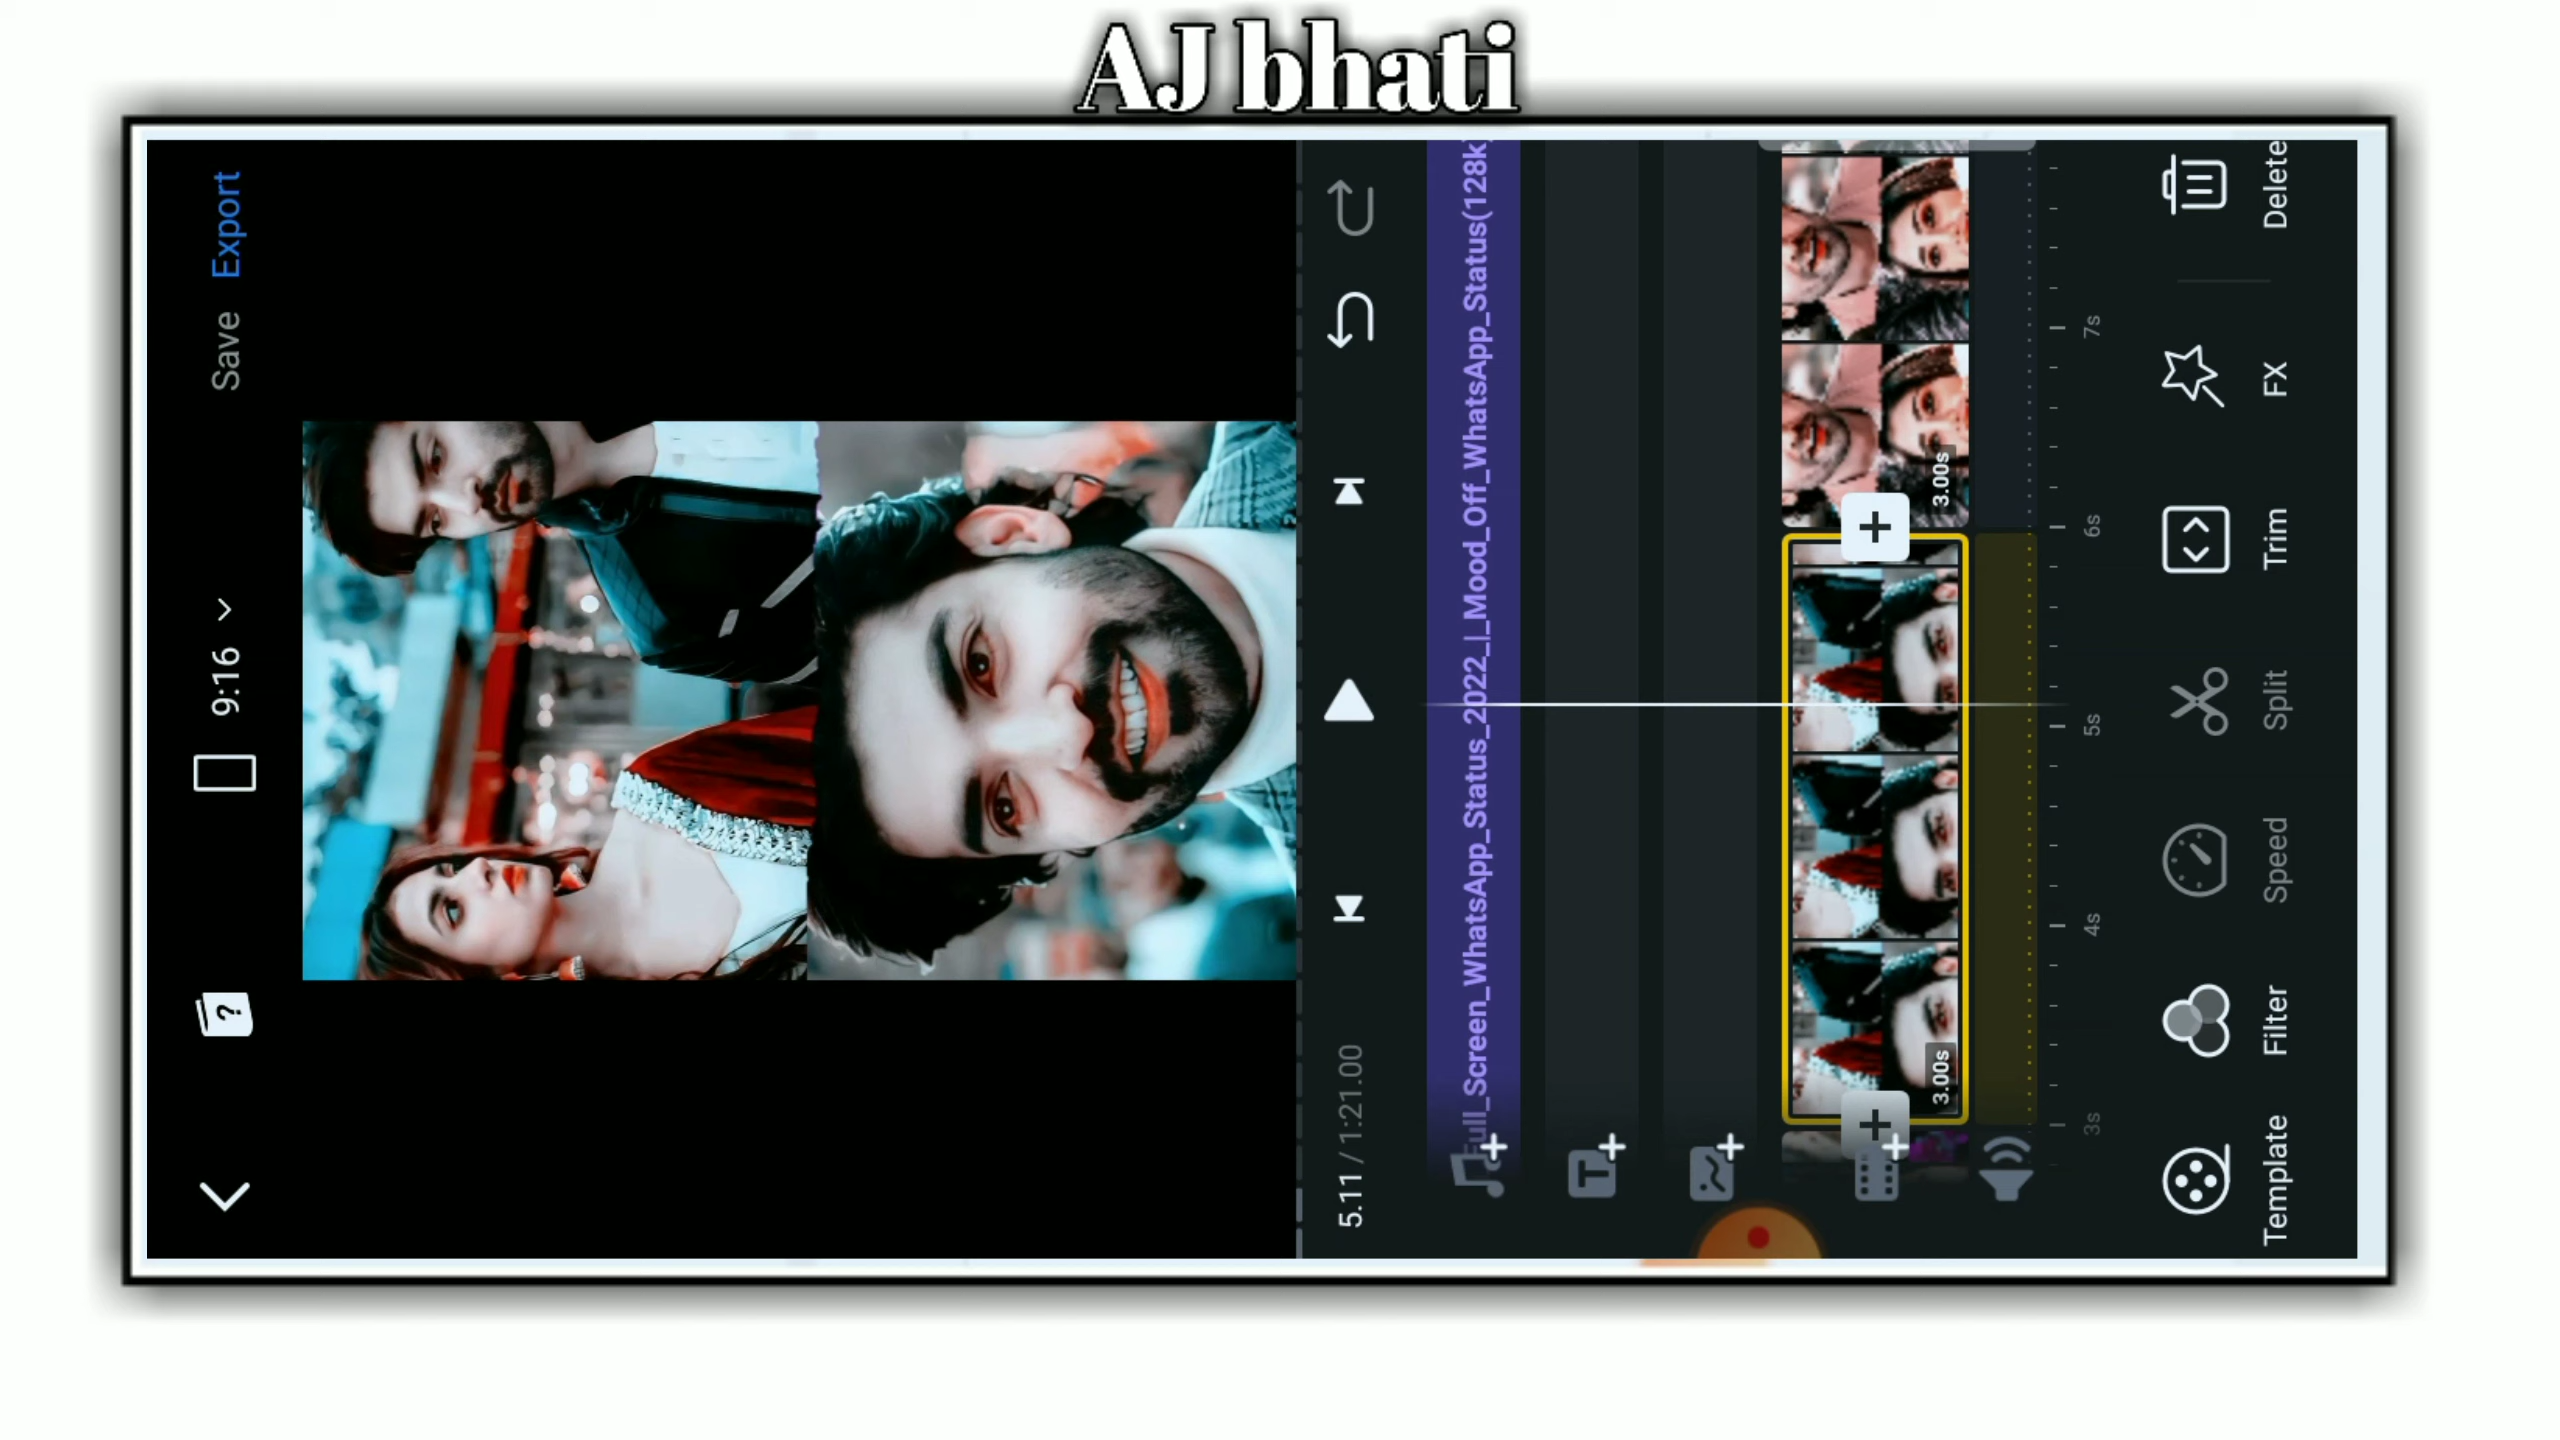 AJ bhati
9:16
Save
Export
5.11 / 1:21.00
Full_Screen_WhatsApp_Status_2022_|_Mood_Off_WhatsApp_Status(128k
T
3.00s
3.00s
3s
4s
5s
6s
7s
Template
Filter
Speed
Split
Trim
FX
Delete